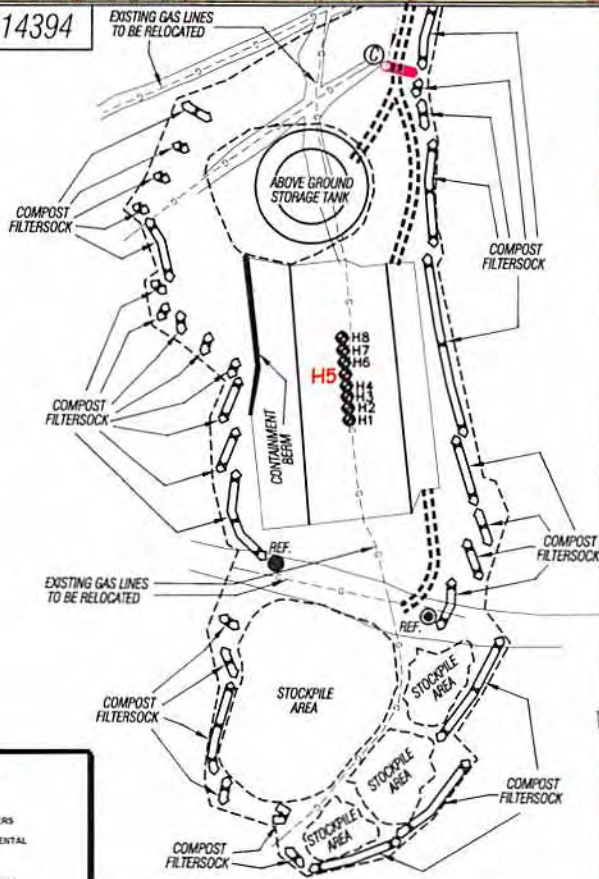 14394
EXISTING GAS LINES
TO BE RELOCATED
C
ABOVE GROUND
STORAGE TANK
COMPOST
FILTERSOCK
COMPOST
FILTERSOCK
H8
H7
H6
H5
H4
H3
H2
H1
CONTAINMENT
BERM
COMPOST
FILTERSOCK
COMPOST
FILTERSOCK
REF.
EXISTING GAS LINES
TO BE RELOCATED
REF.
STOCKPILE
AREA
STOCKPILE
AREA
COMPOST
FILTERSOCK
STOCKPILE
AREA
COMPOST
FILTERSOCK
STOCKPILE
AREA
COMPOST
FILTERSOCK
ERS
ENTAL